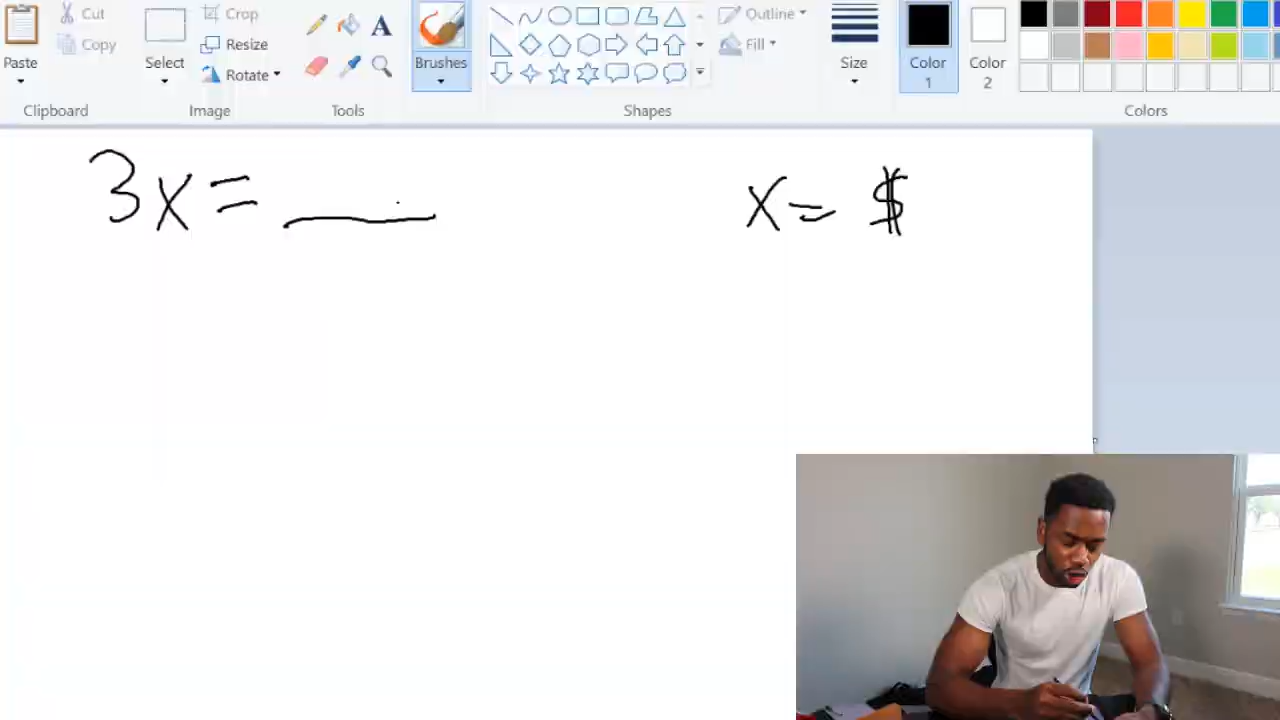 Paste
Cut
Copy
Clipboard
Select
Crop
Resize
Rotate
Image
A
Tools
Brushes
Shapes
Outline
Fill
Size
Color 1
Color 2
Colors
3x = ____
x = $